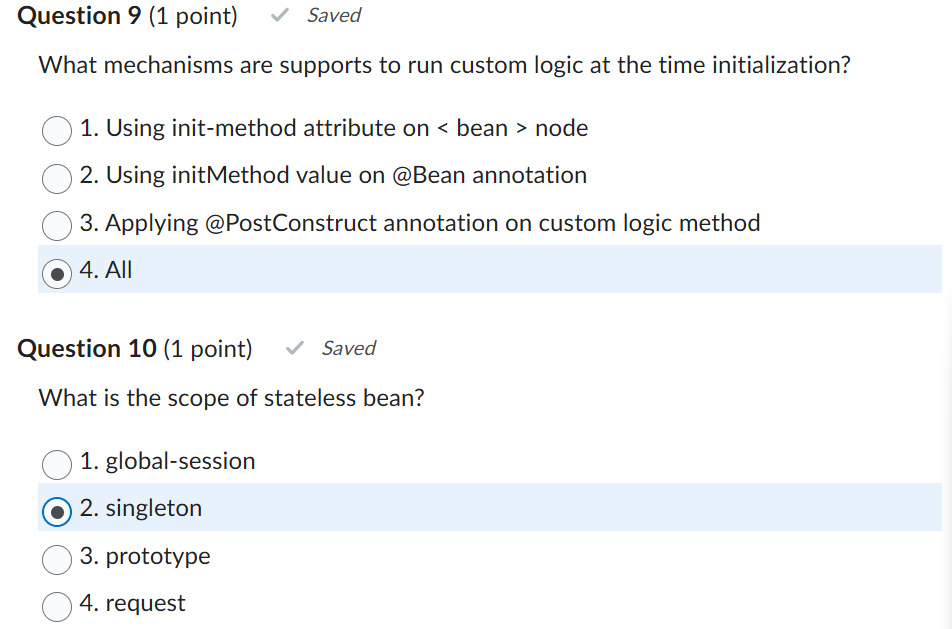 Question 9 (1 point) Saved
What mechanisms are supports to run custom logic at the time initialization?
1. Using init-method attribute on < bean > node
2. Using initMethod value on @Bean annotation
3. Applying @PostConstruct annotation on custom logic method
4. All
Question 10 (1 point) Saved
What is the scope of stateless bean?
1. global-session
2. singleton
3. prototype
4. request